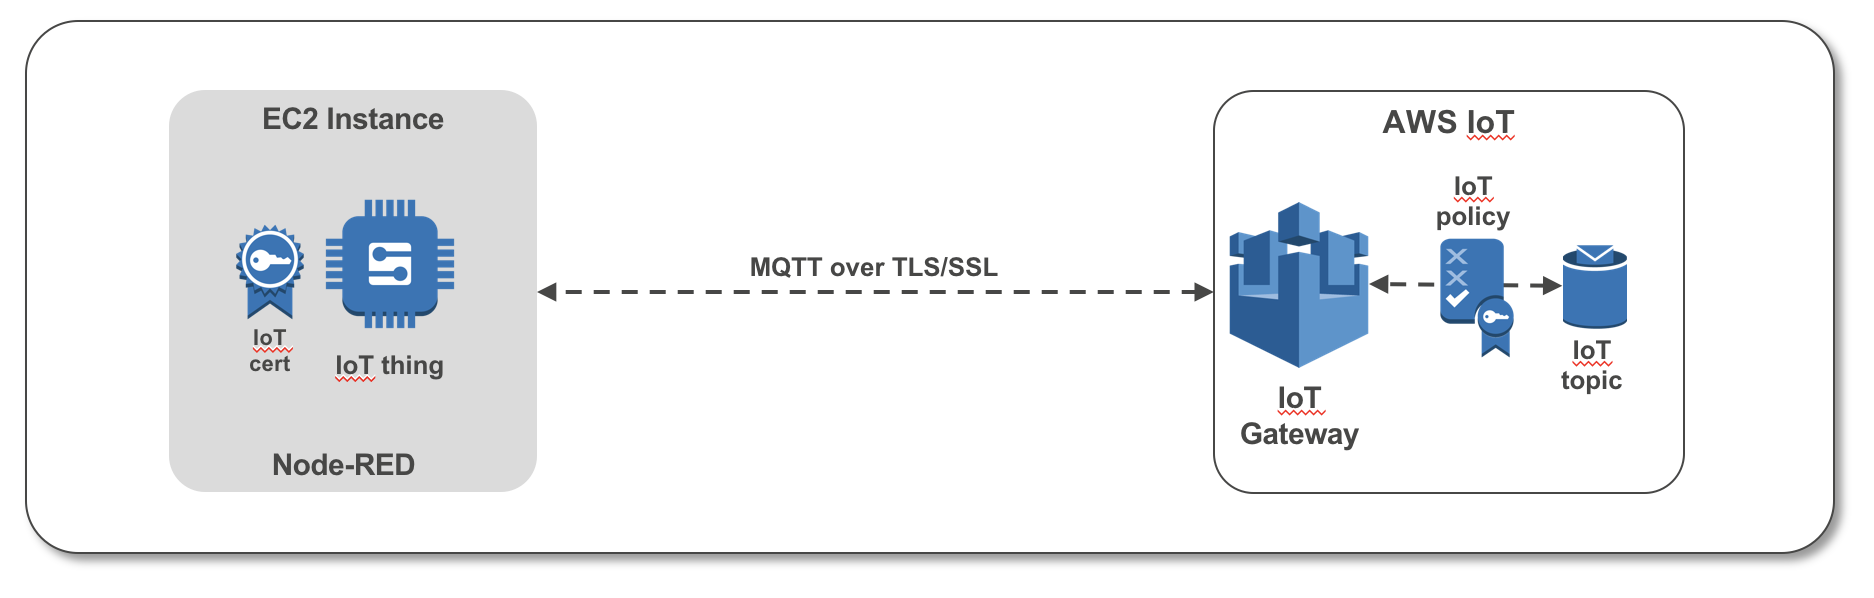 EC2 Instance
IoT
cert
IoT thing
Node-RED
MQTT over TLS/SSL
AWS IoT
IoT
Gateway
IoT
policy
IoT
topic